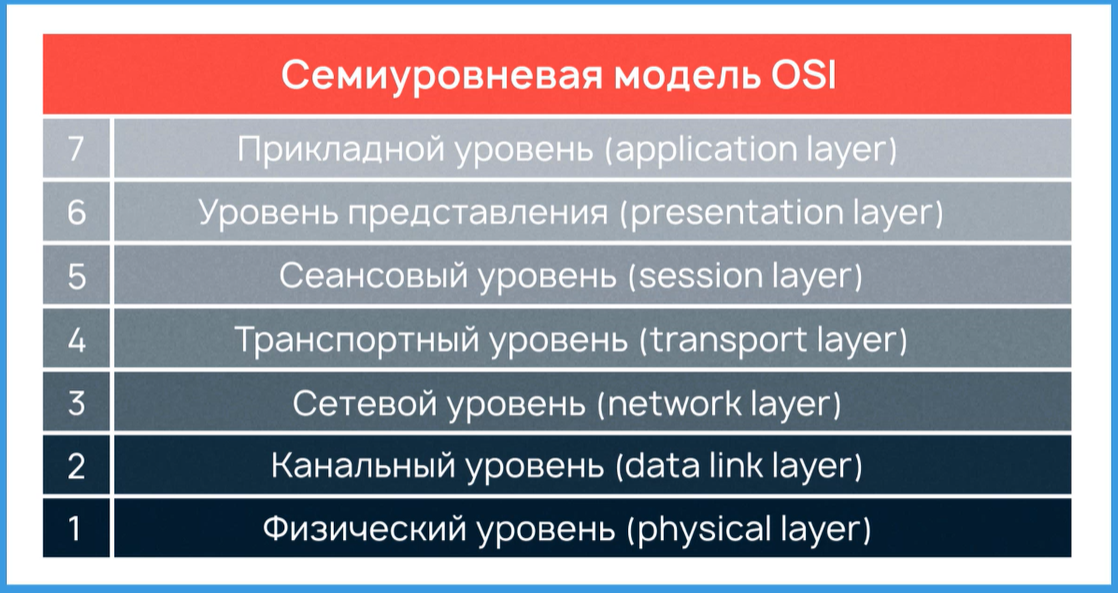 Семиуровневая модель OSI
7 Прикладной уровень (application layer)
6 Уровень представления (presentation layer)
5 Сеансовый уровень (session layer)
4 Транспортный уровень (transport layer)
3 Сетевой уровень (network layer)
2 Канальный уровень (data link layer)
1 Физический уровень (physical layer)